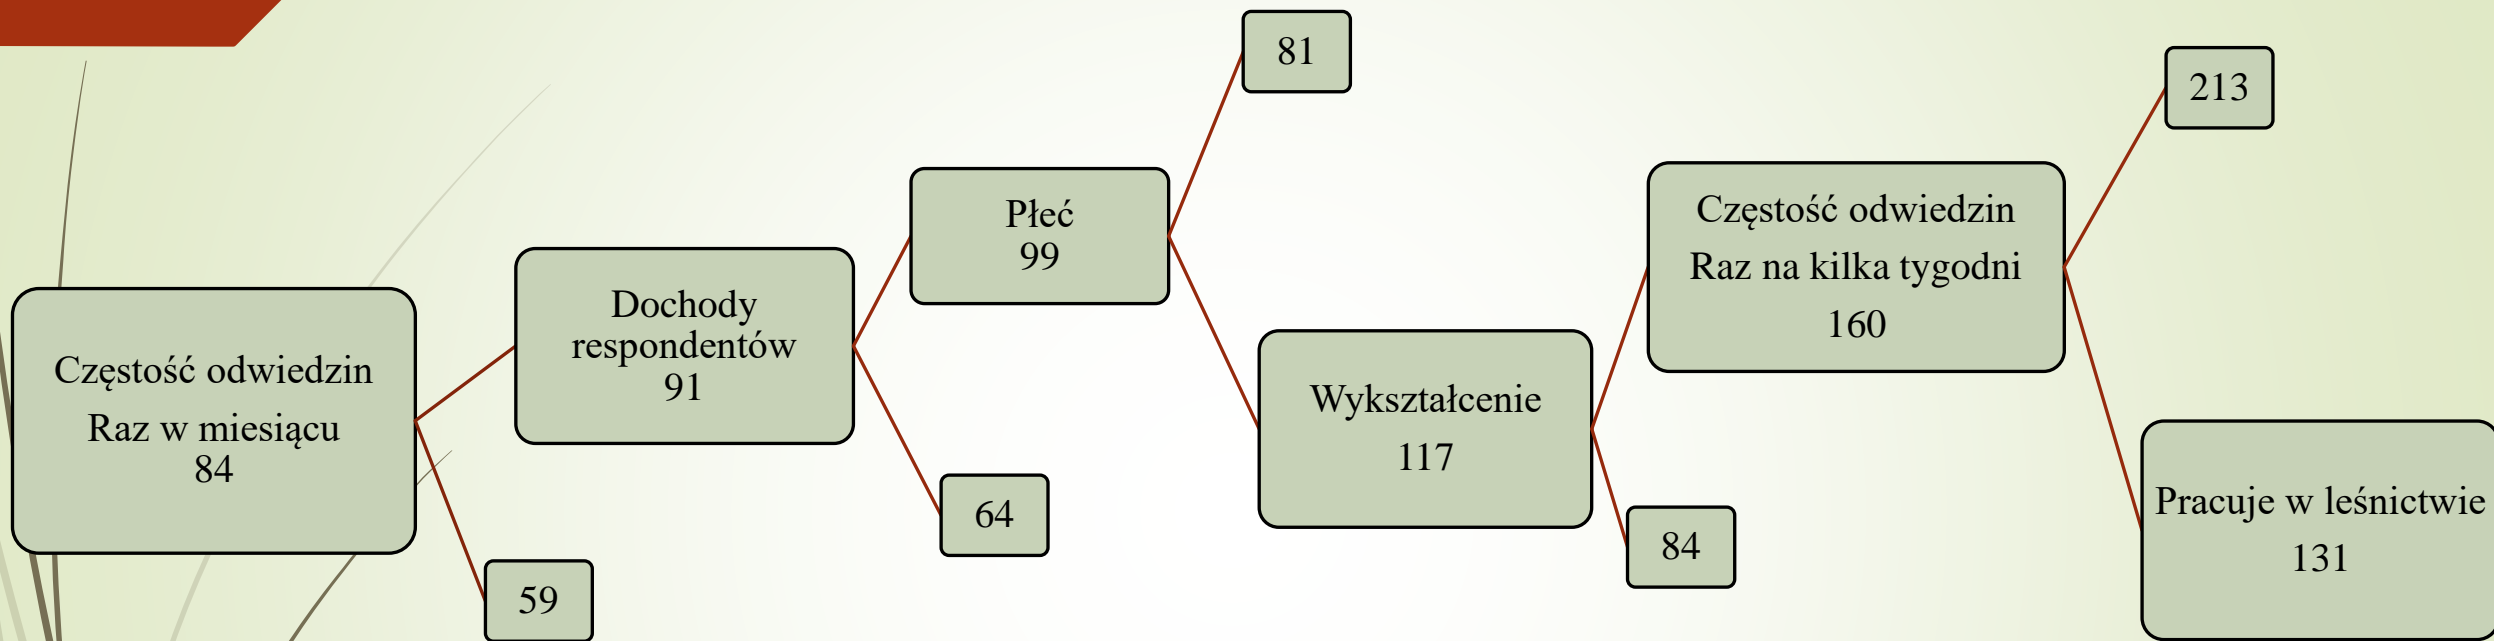 Częstość odwiedzin
Raz w miesiącu
84
59
Dochody
respondentów
91
64
Płeć
99
81
Wykształcenie
117
84
Częstość odwiedzin
Raz na kilka tygodni
160
213
Pracuje w leśnictwie
131